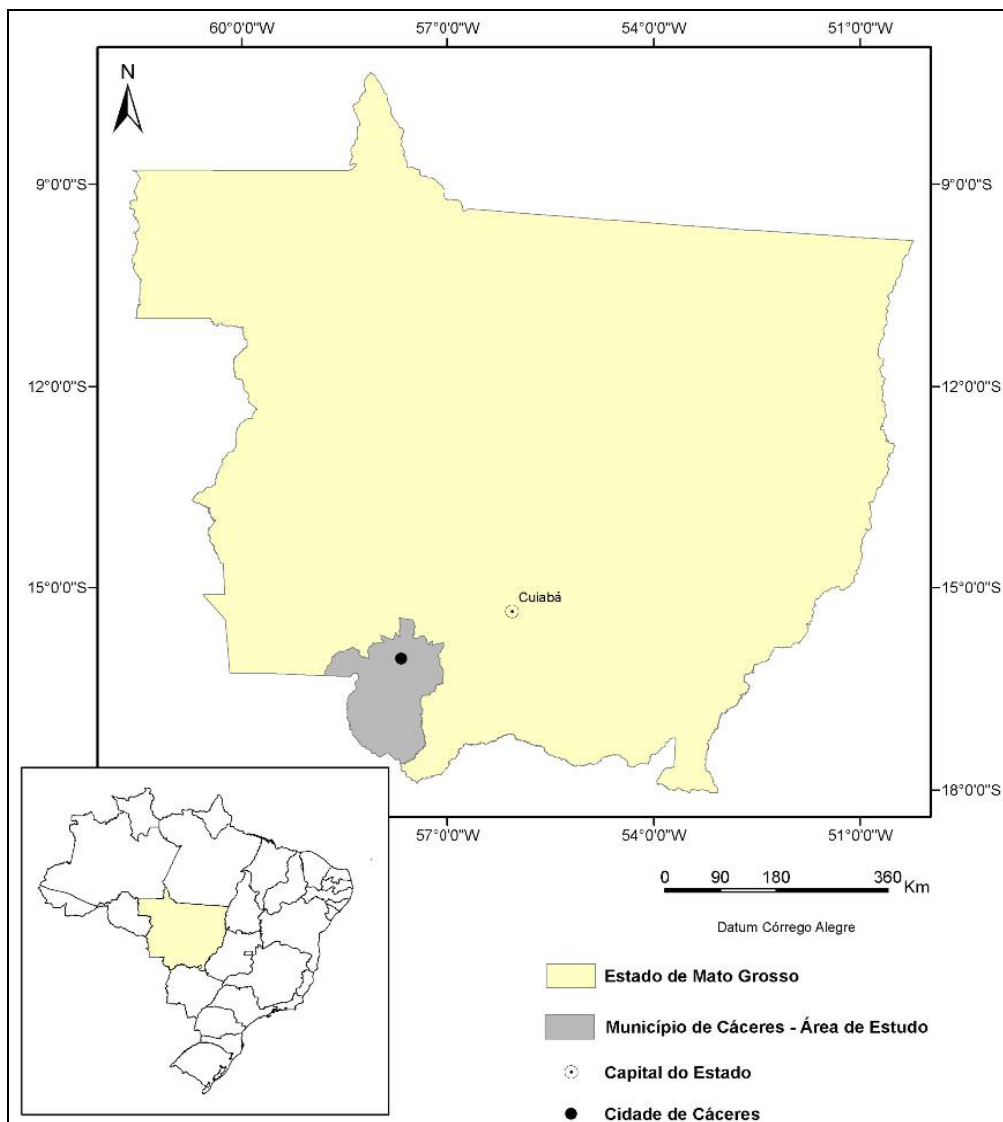 60°0'0"W 57°0'0"W 54°0'0"W 51°0'0"W
N
9°0'0"S 9°0'0"S
12°0'0"S 12°0'0"S
15°0'0"S 15°0'0"S
Cuiabá
18°0'0"S
57°0'0"W 54°0'0"W 51°0'0"W
0 90 180 360 Km
Datum Córrego Alegre
Estado de Mato Grosso
Município de Cáceres - Área de Estudo
Capital do Estado
Cidade de Cáceres